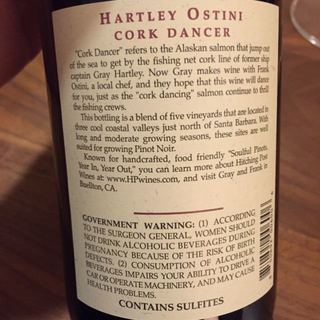 HARTLEY OSTINI
CORK DANCER
"Cork Dancer" refers to the Alaskan salmon that jump out
of the sea to get by the fishing net cork line of former ship
captain Gray Hartley. Now Gray makes wine with Frank
Ostini, a local chef, and they hope that this wine will dance
for you, just as the "cork dancing" salmon continue to thrill
the fishing crews.
This bottling is a blend of five vineyards that are located in
three cool coastal valleys just north of Santa Barbara. With
long and moderate growing seasons, these sites are well
suited for growing Pinot Noir.
Known for handcrafted, food friendly "Soulful Pinots,
Year In, Year Out," you can learn more about Hitching Post
Wines at: www.HPwines.com, and visit Gray and Frank in
Buellton, CA.
GOVERNMENT WARNING: (1) ACCORDING
TO THE SURGEON GENERAL, WOMEN SHOULD
NOT DRINK ALCOHOLIC BEVERAGES DURING
PREGNANCY BECAUSE OF THE RISK OF BIRTH
DEFECTS. (2) CONSUMPTION OF ALCOHOLIC
BEVERAGES IMPAIRS YOUR ABILITY TO DRIVE A
CAR OR OPERATE MACHINERY, AND MAY CAUSE
HEALTH PROBLEMS.
CONTAINS SULFITES